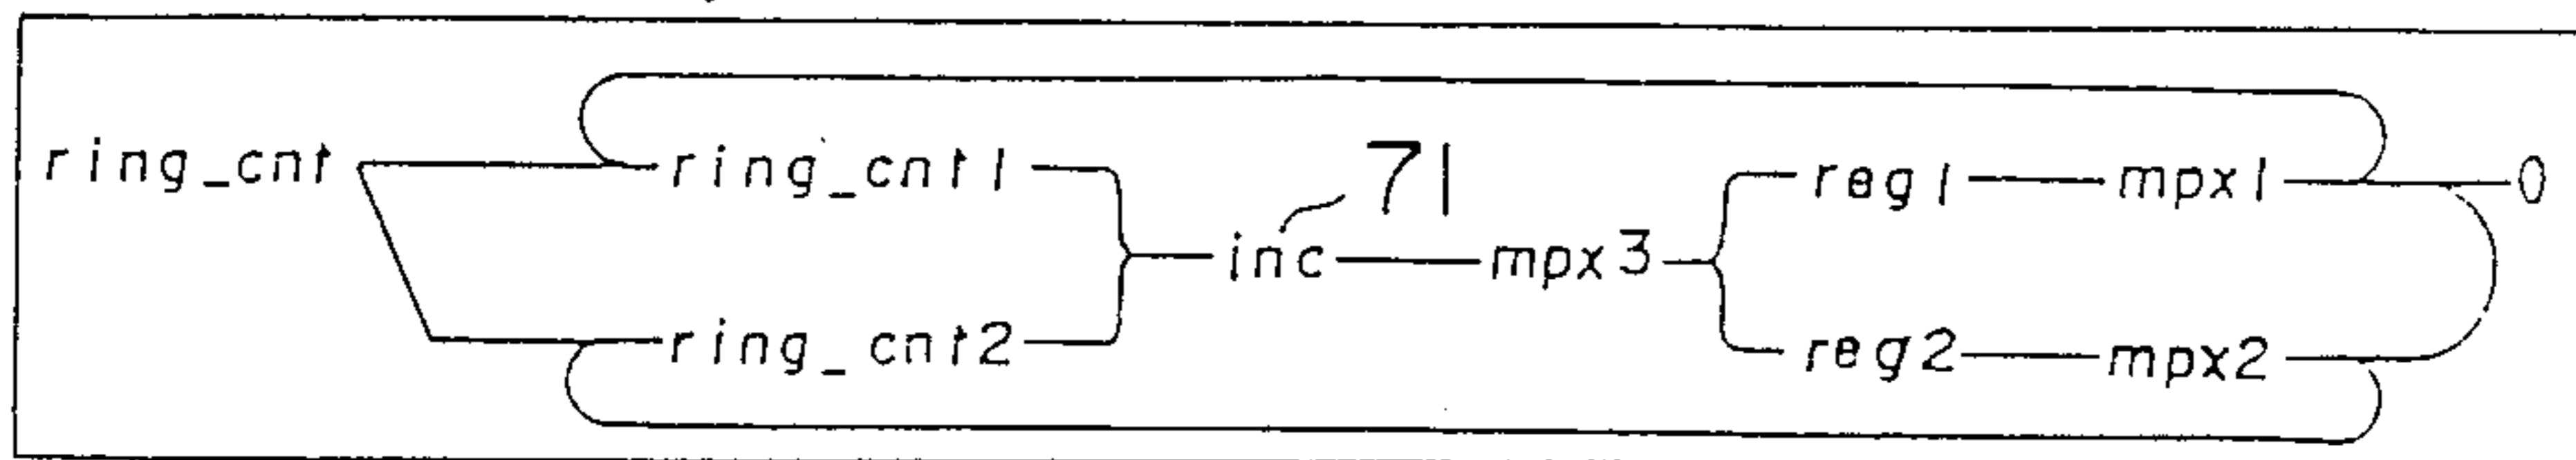 ring_cnt ring_cnt1 71 reg1 mpx1 0
inc mpx3
ring_cnt2 reg2 mpx2